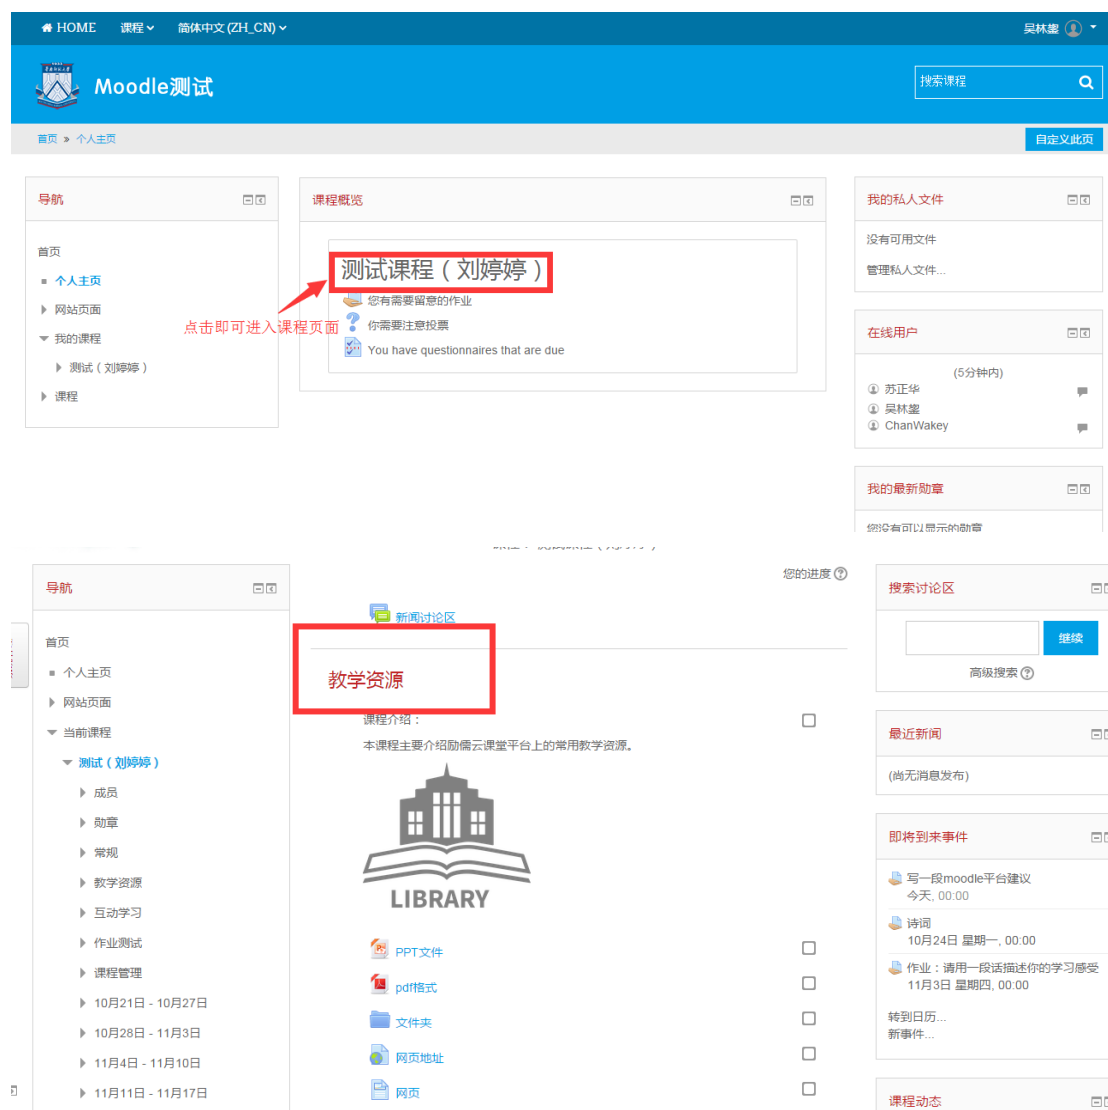 HOME 课程 简体中文 (ZH_CN)
Moodle测试
搜索课程
首页 » 个人主页
自定义此页
导航
首页
个人主页
网站页面
我的课程
测试（刘婷婷）
课程
课程概览
测试课程（刘婷婷）
您有需要留意的作业
你需要注意投票
You have questionnaires that are due
点击即可进入课程页面
我的私人文件
没有可用文件
管理私人文件...
在线用户
(5分钟内)
苏正华
ChanWakey
我的最新勋章
您没有可以显示的勋章
导航
首页
个人主页
网站页面
当前课程
测试（刘婷婷）
成员
勋章
常规
教学资源
互动学习
作业测试
课程管理
10月21日 - 10月27日
10月28日 - 11月3日
11月4日 - 11月10日
11月11日 - 11月17日
您的进度
新闻讨论区
教学资源
课程介绍：
本课程主要介绍励儒云课堂平台上的常用教学资源。
LIBRARY
PPT文件
pdf格式
文件夹
网页地址
网页
搜索讨论区
继续
高级搜索
最近新闻
(尚无消息发布)
即将到来事件
写一段moodle平台建议
今天, 00:00
诗词
10月24日 星期一, 00:00
作业：请用一段话描述你的学习感受
11月3日 星期四, 00:00
转到日历...
新事件...
课程动态